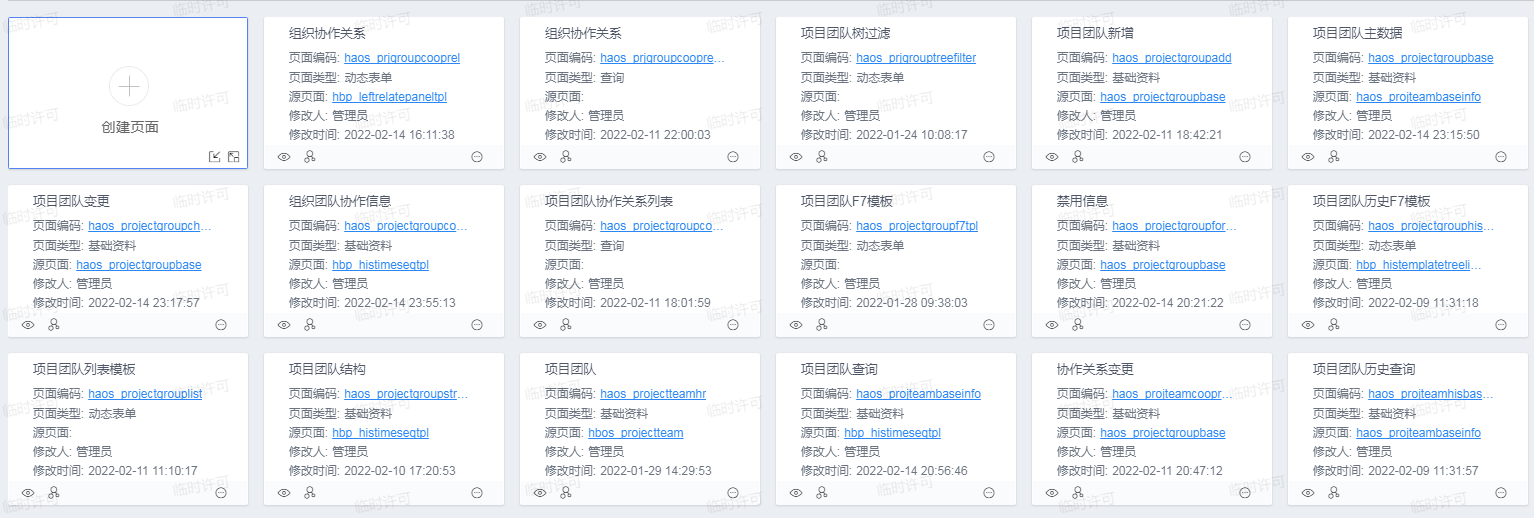 创建页面
组织协作关系
页面编码: haos_prjgroupcooprel
页面类型: 动态表单
源页面: hbp_leftrelatepaneltpl
修改人: 管理员
修改时间: 2022-02-14 16:11:38
组织协作关系
页面编码: haos_prjgroupcoopre...
页面类型: 查询
源页面:
修改人: 管理员
修改时间: 2022-02-11 22:00:03
项目团队树过滤
页面编码: haos_prjgrouptreefilter
页面类型: 动态表单
源页面:
修改人: 管理员
修改时间: 2022-01-24 10:08:17
项目团队新增
页面编码: haos_projectgroupadd
页面类型: 基础资料
源页面: haos_projectgroupbase
修改人: 管理员
修改时间: 2022-02-11 18:42:21
项目团队主数据
页面编码: haos_projectgroupbase
页面类型: 基础资料
源页面: haos_projteambaseinfo
修改人: 管理员
修改时间: 2022-02-14 23:15:50
项目团队变更
页面编码: haos_projectgroupch...
页面类型: 基础资料
源页面: haos_projectgroupbase
修改人: 管理员
修改时间: 2022-02-14 23:17:57
组织团队协作信息
页面编码: haos_projectgroupco...
页面类型: 基础资料
源页面: hbp_histimeseqtpl
修改人: 管理员
修改时间: 2022-02-14 23:55:13
项目团队协作关系列表
页面编码: haos_projectgroupco...
页面类型: 查询
源页面:
修改人: 管理员
修改时间: 2022-02-11 18:01:59
项目团队F7模板
页面编码: haos_projectgroupf7tpl
页面类型: 动态表单
源页面:
修改人: 管理员
修改时间: 2022-01-28 09:38:03
禁用信息
页面编码: haos_projectgroupfor...
页面类型: 基础资料
源页面: haos_projectgroupbase
修改人: 管理员
修改时间: 2022-02-14 20:21:22
项目团队历史F7模板
页面编码: haos_projectgrouphis...
页面类型: 动态表单
源页面: hbp_histemplatetreeli...
修改人: 管理员
修改时间: 2022-02-09 11:31:18
项目团队列表模板
页面编码: haos_projectgrouplist
页面类型: 动态表单
源页面:
修改人: 管理员
修改时间: 2022-02-11 11:10:17
项目团队结构
页面编码: haos_projectgroupstr...
页面类型: 基础资料
源页面: hbp_histimeseqtpl
修改人: 管理员
修改时间: 2022-02-10 17:20:53
项目团队
页面编码: haos_projectteamhr
页面类型: 基础资料
源页面: hbos_projectteam
修改人: 管理员
修改时间: 2022-01-29 14:29:53
项目团队查询
页面编码: haos_projteambaseinfo
页面类型: 基础资料
源页面: hbp_histimeseqtpl
修改人: 管理员
修改时间: 2022-02-14 20:56:46
协作关系变更
页面编码: haos_projteamcoopr...
页面类型: 基础资料
源页面: haos_projectgroupbase
修改人: 管理员
修改时间: 2022-02-11 20:47:12
项目团队历史查询
页面编码: haos_projteamhisbas...
页面类型: 基础资料
源页面: haos_projteambaseinfo
修改人: 管理员
修改时间: 2022-02-09 11:31:57
临时许可